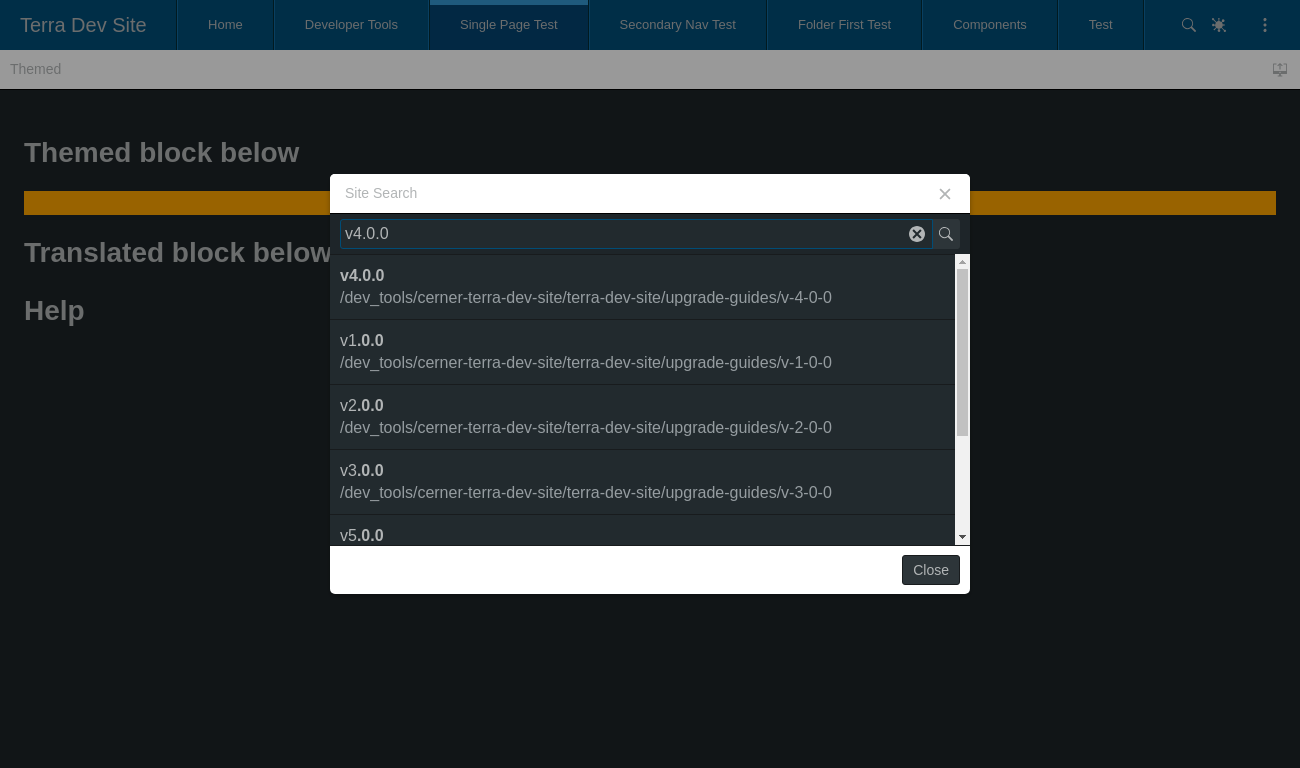 Terra Dev Site
Home
Developer Tools
Single Page Test
Secondary Nav Test
Folder First Test
Components
Test
Themed
Themed block below
Translated block below
Help
Site Search
v4.0.0
v4.0.0
/dev_tools/cerner-terra-dev-site/terra-dev-site/upgrade-guides/v-4-0-0
v1.0.0
/dev_tools/cerner-terra-dev-site/terra-dev-site/upgrade-guides/v-1-0-0
v2.0.0
/dev_tools/cerner-terra-dev-site/terra-dev-site/upgrade-guides/v-2-0-0
v3.0.0
/dev_tools/cerner-terra-dev-site/terra-dev-site/upgrade-guides/v-3-0-0
v5.0.0
Close